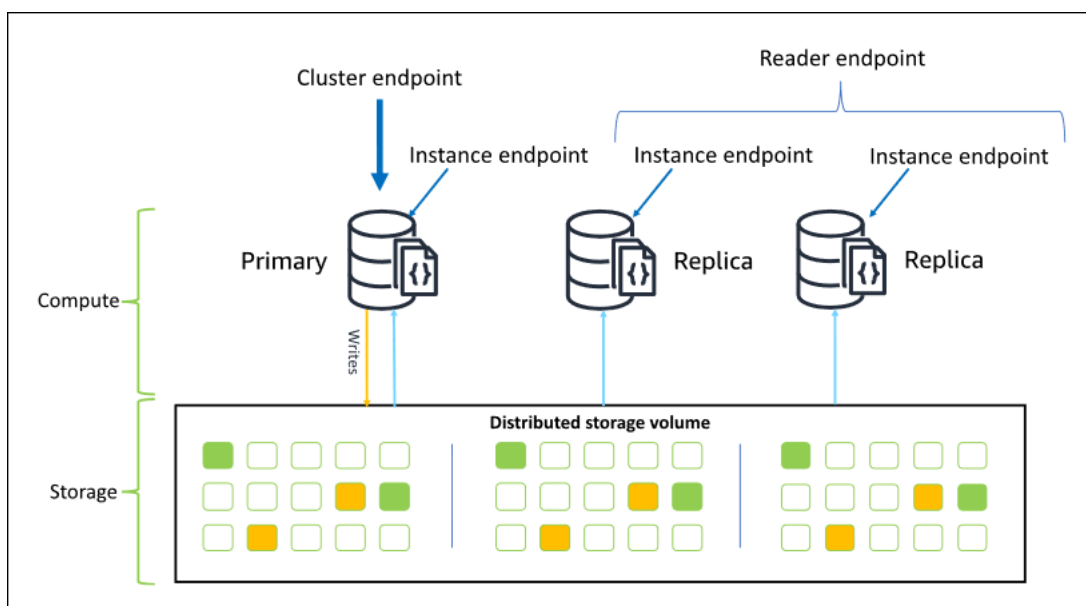 Reader endpoint
Cluster endpoint
Instance endpoint
Instance endpoint
Instance endpoint
Primary
{}
Replica
{}
Replica
{}
Compute
Writes
Distributed storage volume
Storage